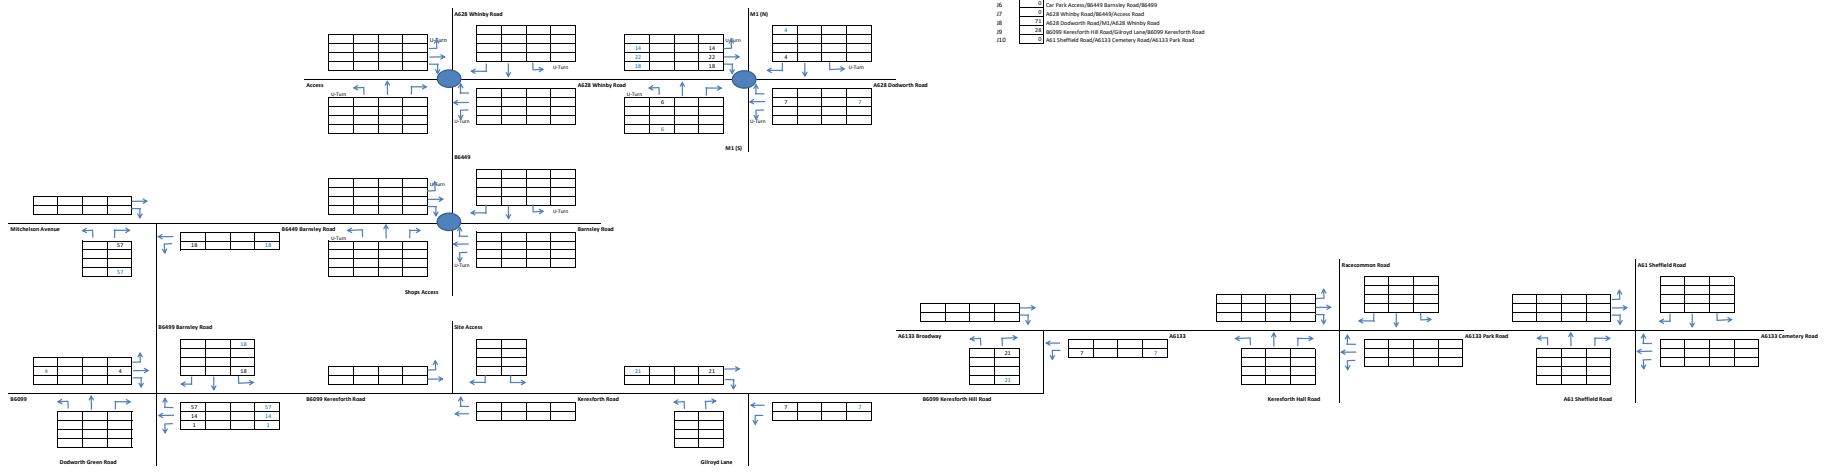 J6 0 Car Park Access/B6449 Barnsley Road/B6499
J7 0 A628 Whinby Road/B6449/Access Road
J8 71 A628 Dodworth Road/M1/A628 Whinby Road
J9 28 B6099 Keresforth Hill Road/Gilroyd Lane/B6099 Keresforth Road
J10 0 A61 Sheffield Road/A6133 Cemetery Road/A6133 Park Road
A628 Whinby Road
M1 (N)
4
U-Turn
U-Turn
14 14
22 22
4
18 18
U-Turn
U-Turn
Access
A628 Whinby Road
A628 Dodworth Road
U-Turn
U-Turn
6
7 7
U-Turn
U-Turn
6
M1 (S)
B6449
U-Turn
U-Turn
Mitchelson Avenue
B6449 Barnsley Road
Barnsley Road
U-Turn
57
18 18
57
U-Turn
Shops Access
Racecommon Road
A61 Sheffield Road
B6499 Barnsley Road
Site Access
A6133 Broadway
A6133
A6133 Park Road
A6133 Cemetery Road
18
21
7 7
4 4
18
21 21
21
B6099
B6099 Keresforth Road
Keresforth Road
B6099 Keresforth Hill Road
Keresforth Hall Road
A61 Sheffield Road
57 57
7 7
14 14
1 1
Dodworth Green Road
Gilroyd Lane